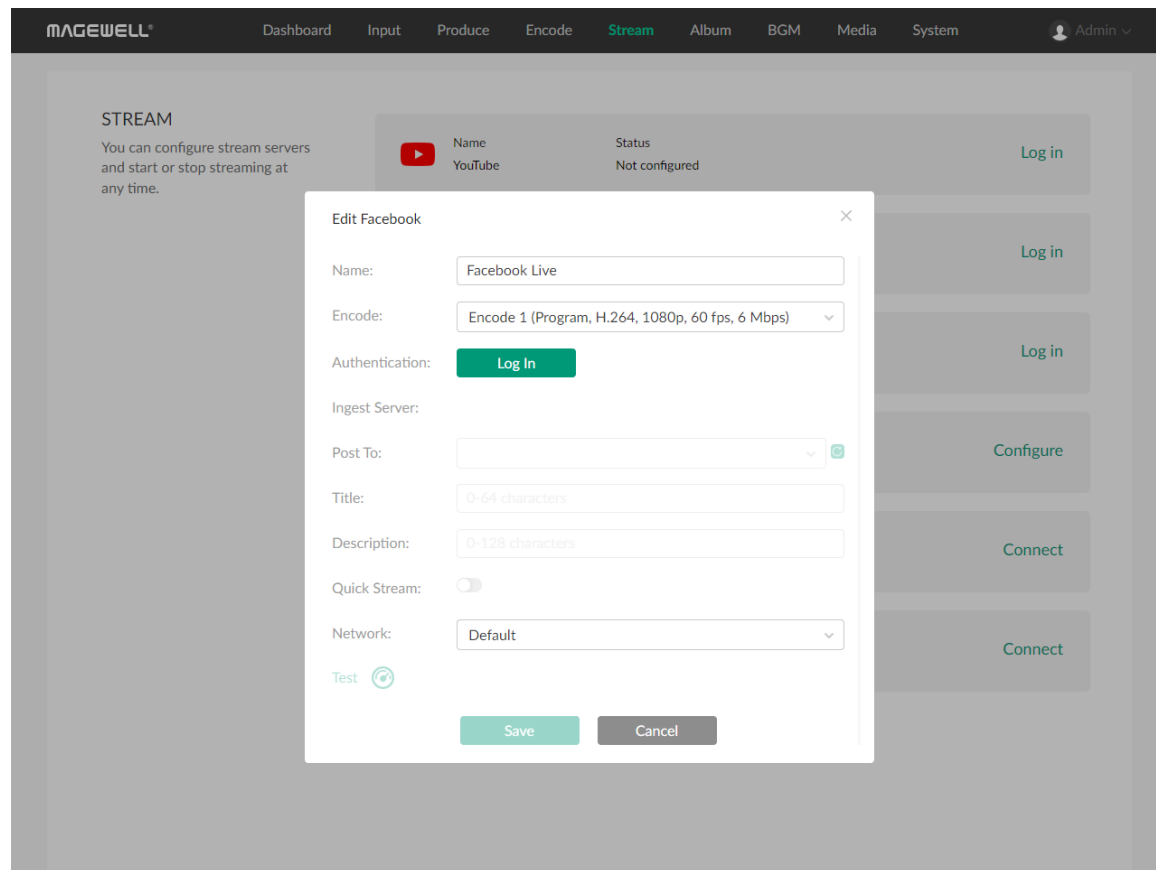 MAGEWELL®
Dashboard Input Produce Encode Stream Album BGM Media System Admin
STREAM
You can configure stream servers
and start or stop streaming at
any time.
Name Status
YouTube Not configured
Log in
Log in
Log in
Configure
Connect
Connect
Edit Facebook
Name: Facebook Live
Encode: Encode 1 (Program, H.264, 1080p, 60 fps, 6 Mbps)
Authentication: Log In
Ingest Server:
Post To:
Title: 0-64 characters
Description: 0-128 characters
Quick Stream:
Network: Default
Test
Save Cancel